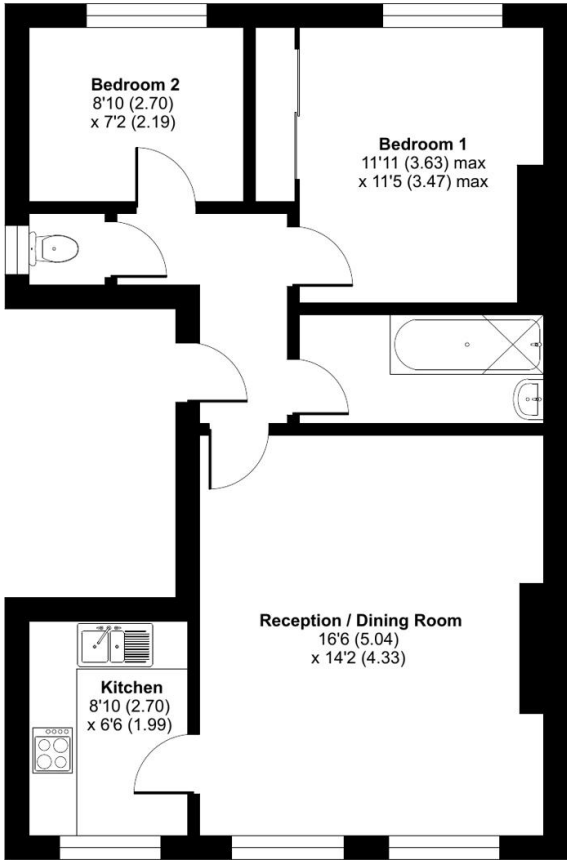 Bedroom 2
8'10 (2.70)
x 7'2 (2.19)
Bedroom 1
11'11 (3.63) max
x 11'5 (3.47) max
Reception / Dining Room
16'6 (5.04)
x 14'2 (4.33)
Kitchen
8'10 (2.70)
x 6'6 (1.99)